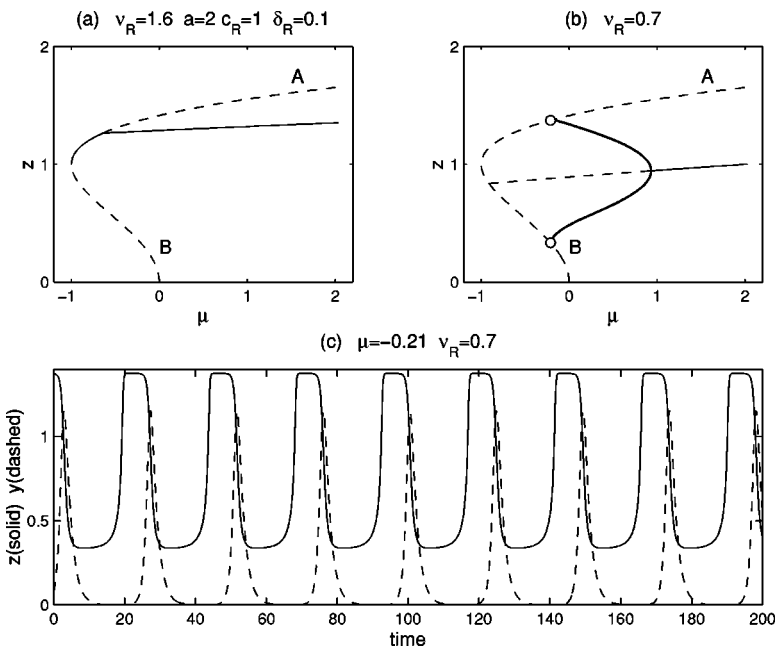 (a) ν_R=1.6 a=2 c_R=1 δ_R=0.1
2
1
0
z
−1
0
1
2
μ
A
B
(b) ν_R=0.7
2
1
0
z
−1
0
1
2
μ
A
B
(c) μ=−0.21 ν_R=0.7
1
0.5
0
z(solid) y(dashed)
0 20 40 60 80 100 120 140 160 180 200
time